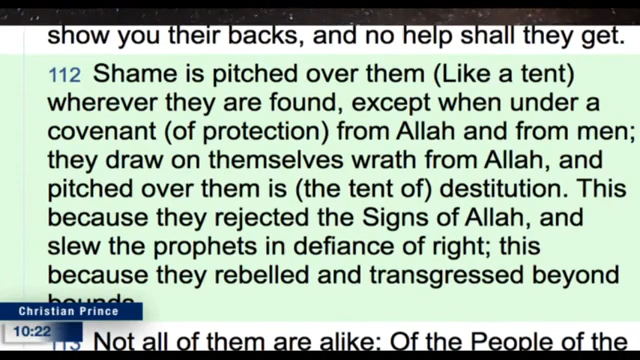 show you their backs, and no help shall they get.
112 Shame is pitched over them (Like a tent)
wherever they are found, except when under a
covenant (of protection) from Allah and from men;
they draw on themselves wrath from Allah, and
pitched over them is (the tent of) destitution. This
because they rejected the Signs of Allah, and
slew the prophets in defiance of right; this
because they rebelled and transgressed beyond
bounds.
Christian Prince
10:22
113 Not all of them are alike: Of the People of the